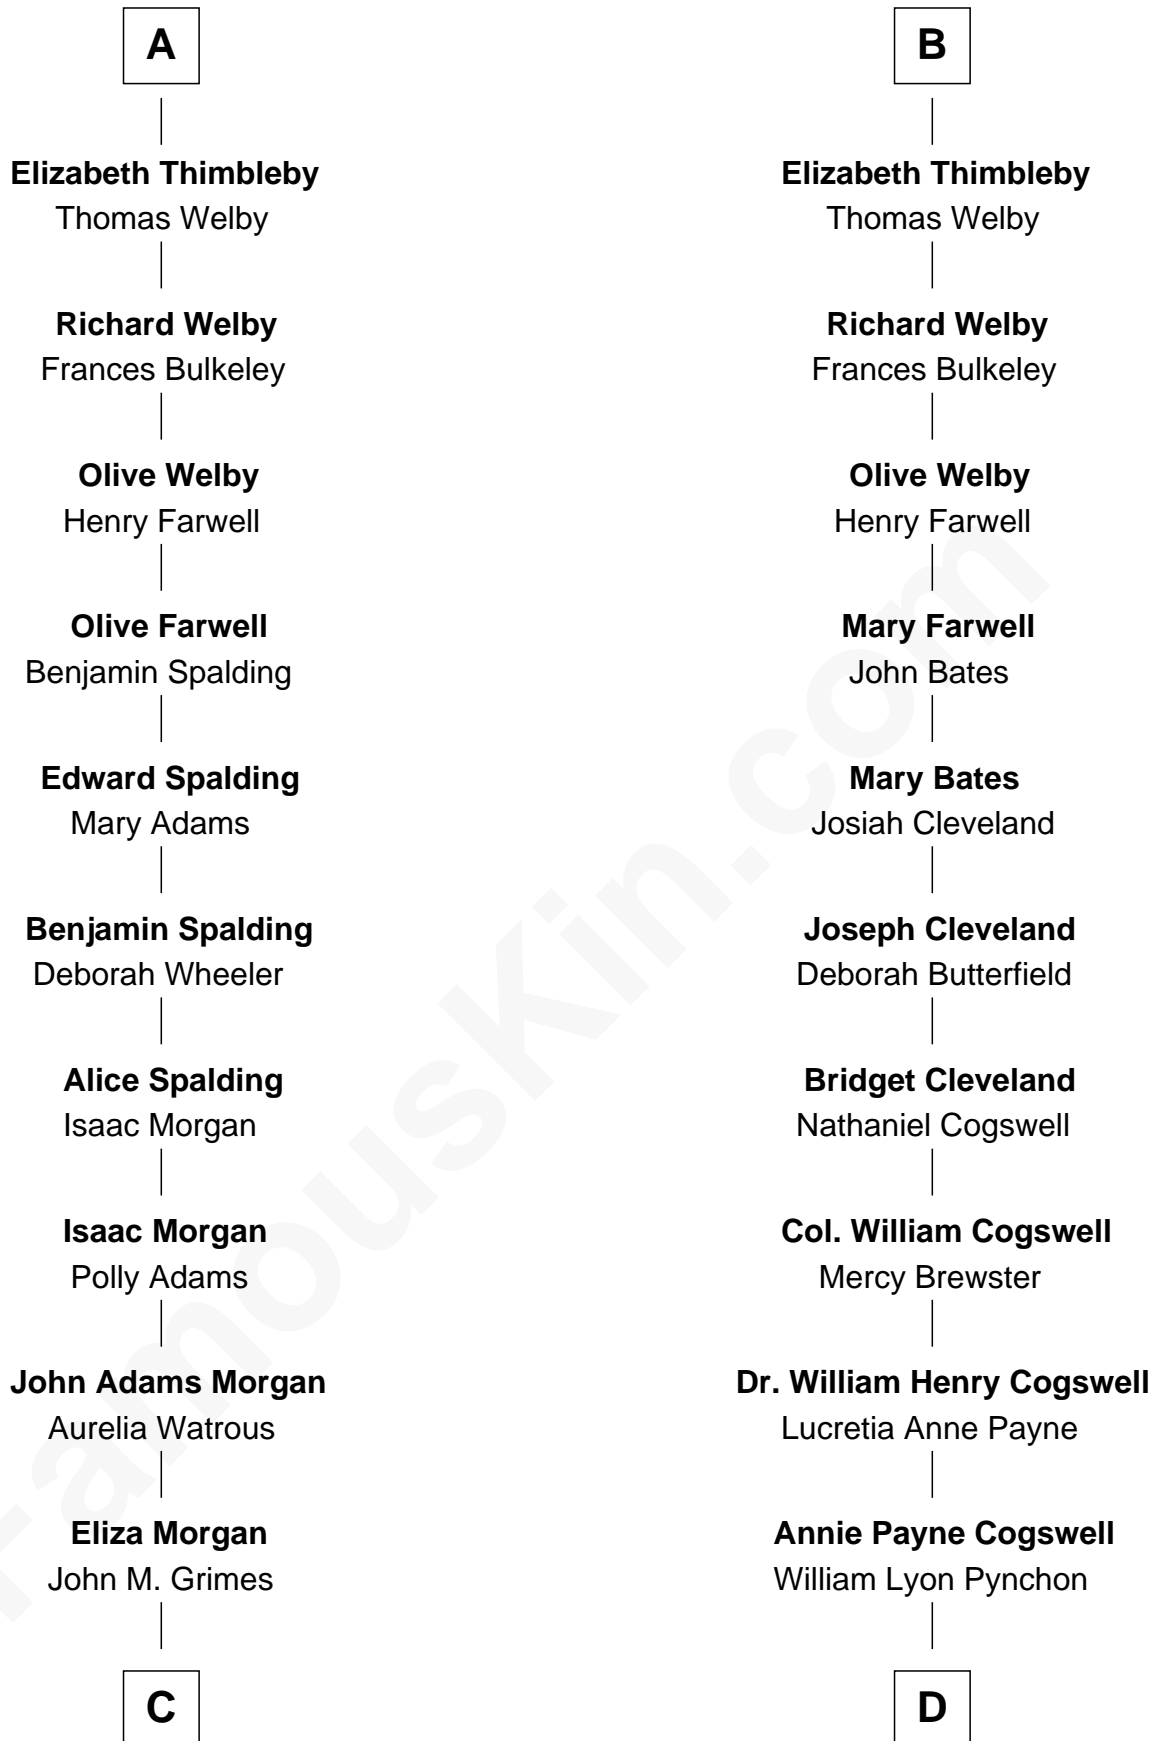 A
Elizabeth Thimbleby
Thomas Welby
Richard Welby
Frances Bulkeley
Olive Welby
Henry Farwell
Olive Farwell
Benjamin Spalding
Edward Spalding
Mary Adams
Benjamin Spalding
Deborah Wheeler
Alice Spalding
Isaac Morgan
Isaac Morgan
Polly Adams
John Adams Morgan
Aurelia Watrous
Eliza Morgan
John M. Grimes
C
B
Elizabeth Thimbleby
Thomas Welby
Richard Welby
Frances Bulkeley
Olive Welby
Henry Farwell
Mary Farwell
John Bates
Mary Bates
Josiah Cleveland
Joseph Cleveland
Deborah Butterfield
Bridget Cleveland
Nathaniel Cogswell
Col. William Cogswell
Mercy Brewster
Dr. William Henry Cogswell
Lucretia Anne Payne
Annie Payne Cogswell
William Lyon Pynchon
D
FamousKin.com